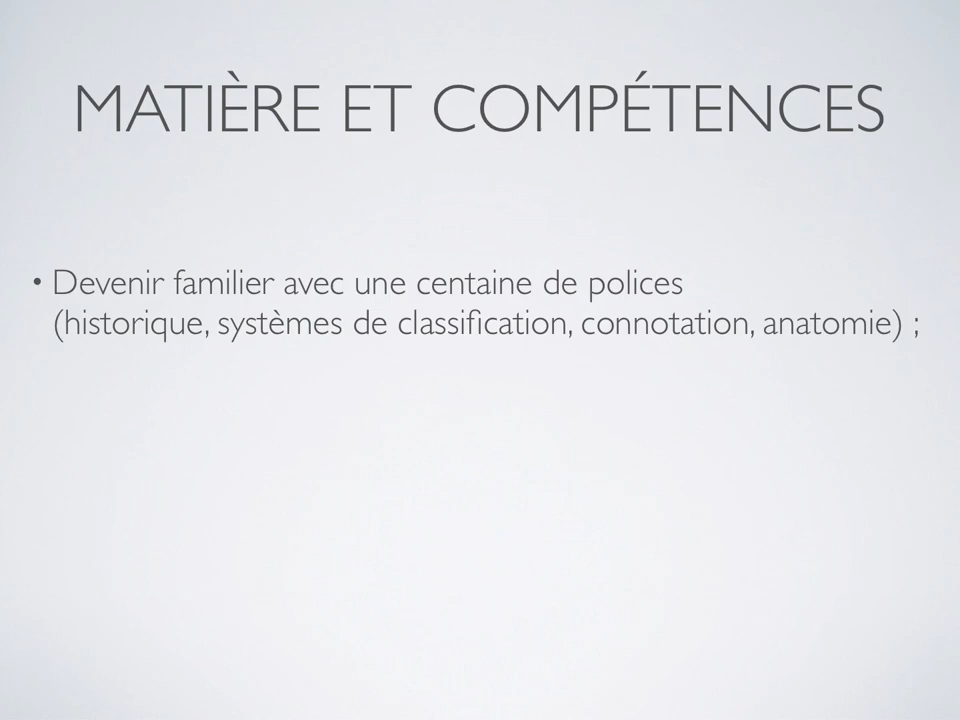 MATIÈRE ET COMPÉTENCES
• Devenir familier avec une centaine de polices
(historique, systèmes de classification, connotation, anatomie) ;